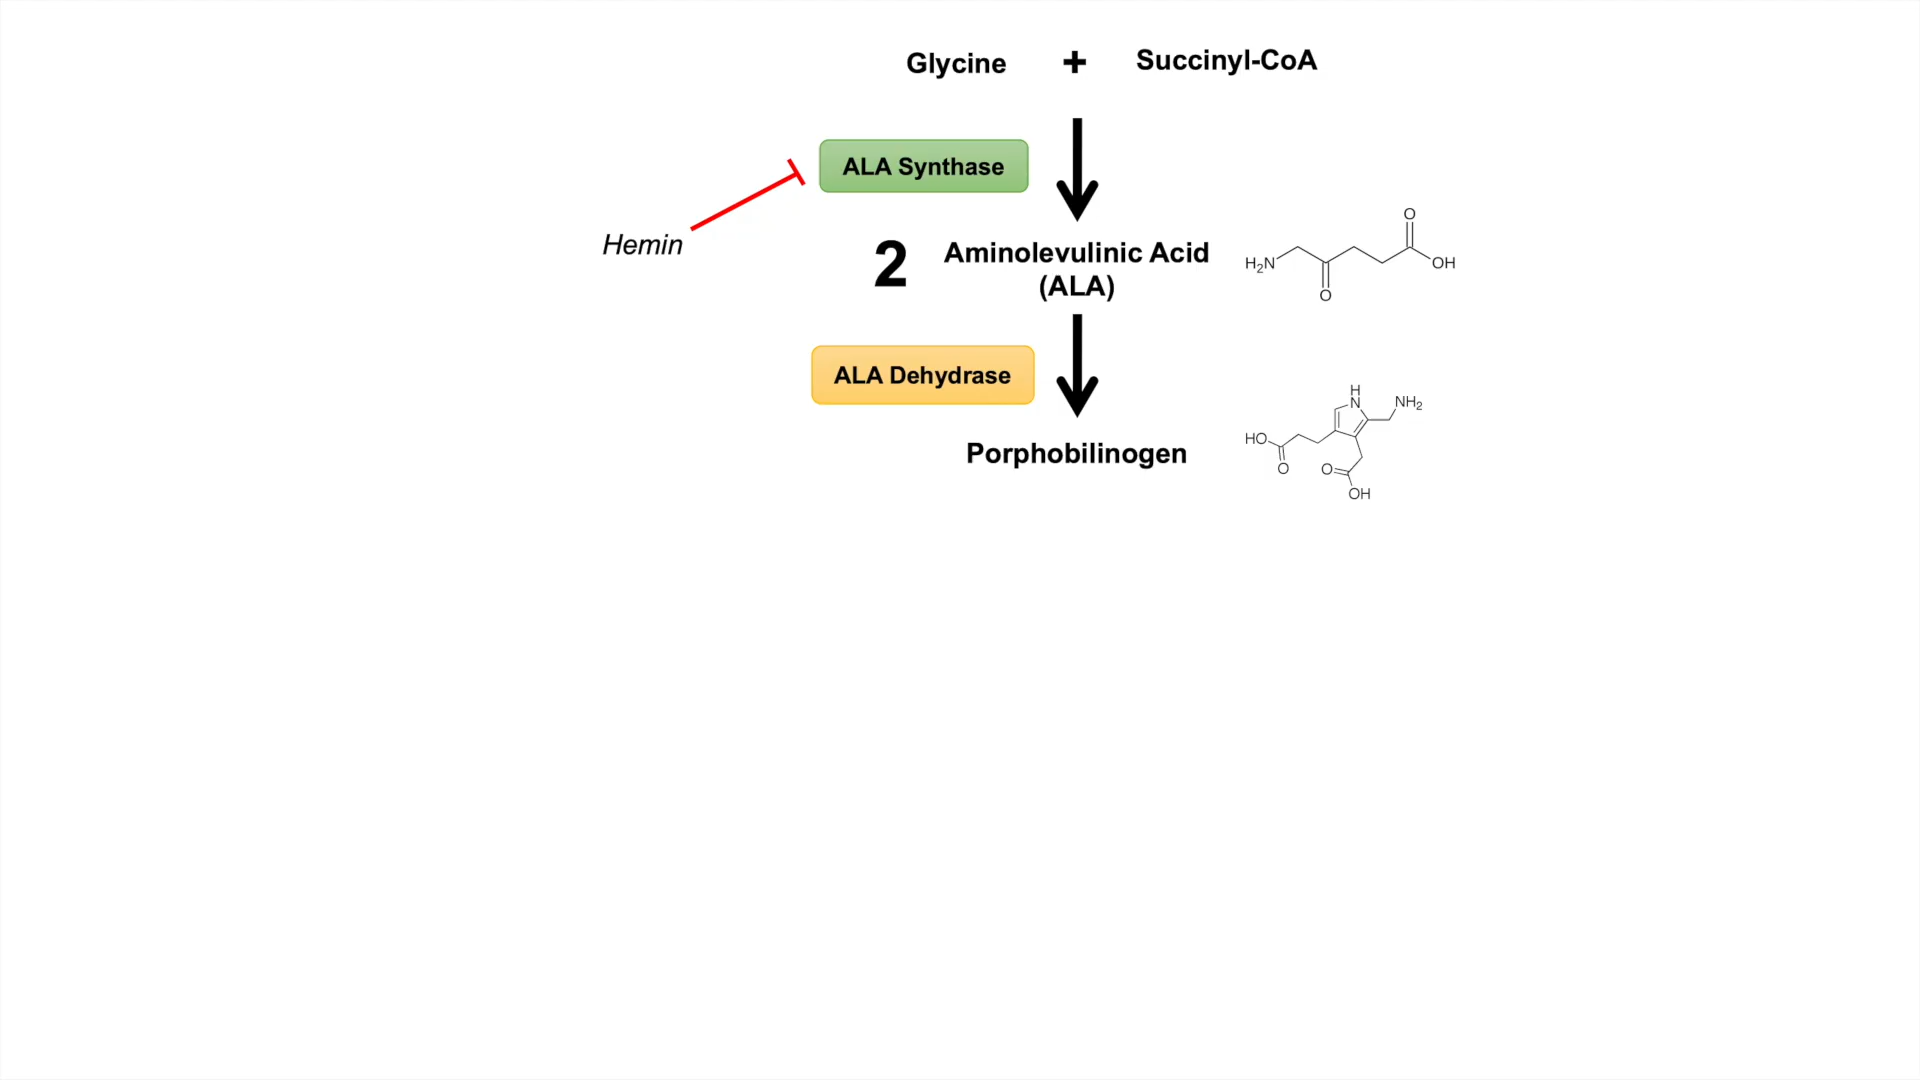 Glycine + Succinyl-CoA
ALA Synthase
Hemin
2 Aminolevulinic Acid
(ALA)
H2N O O OH
ALA Dehydrase
Porphobilinogen
H
N NH2
HO O O OH